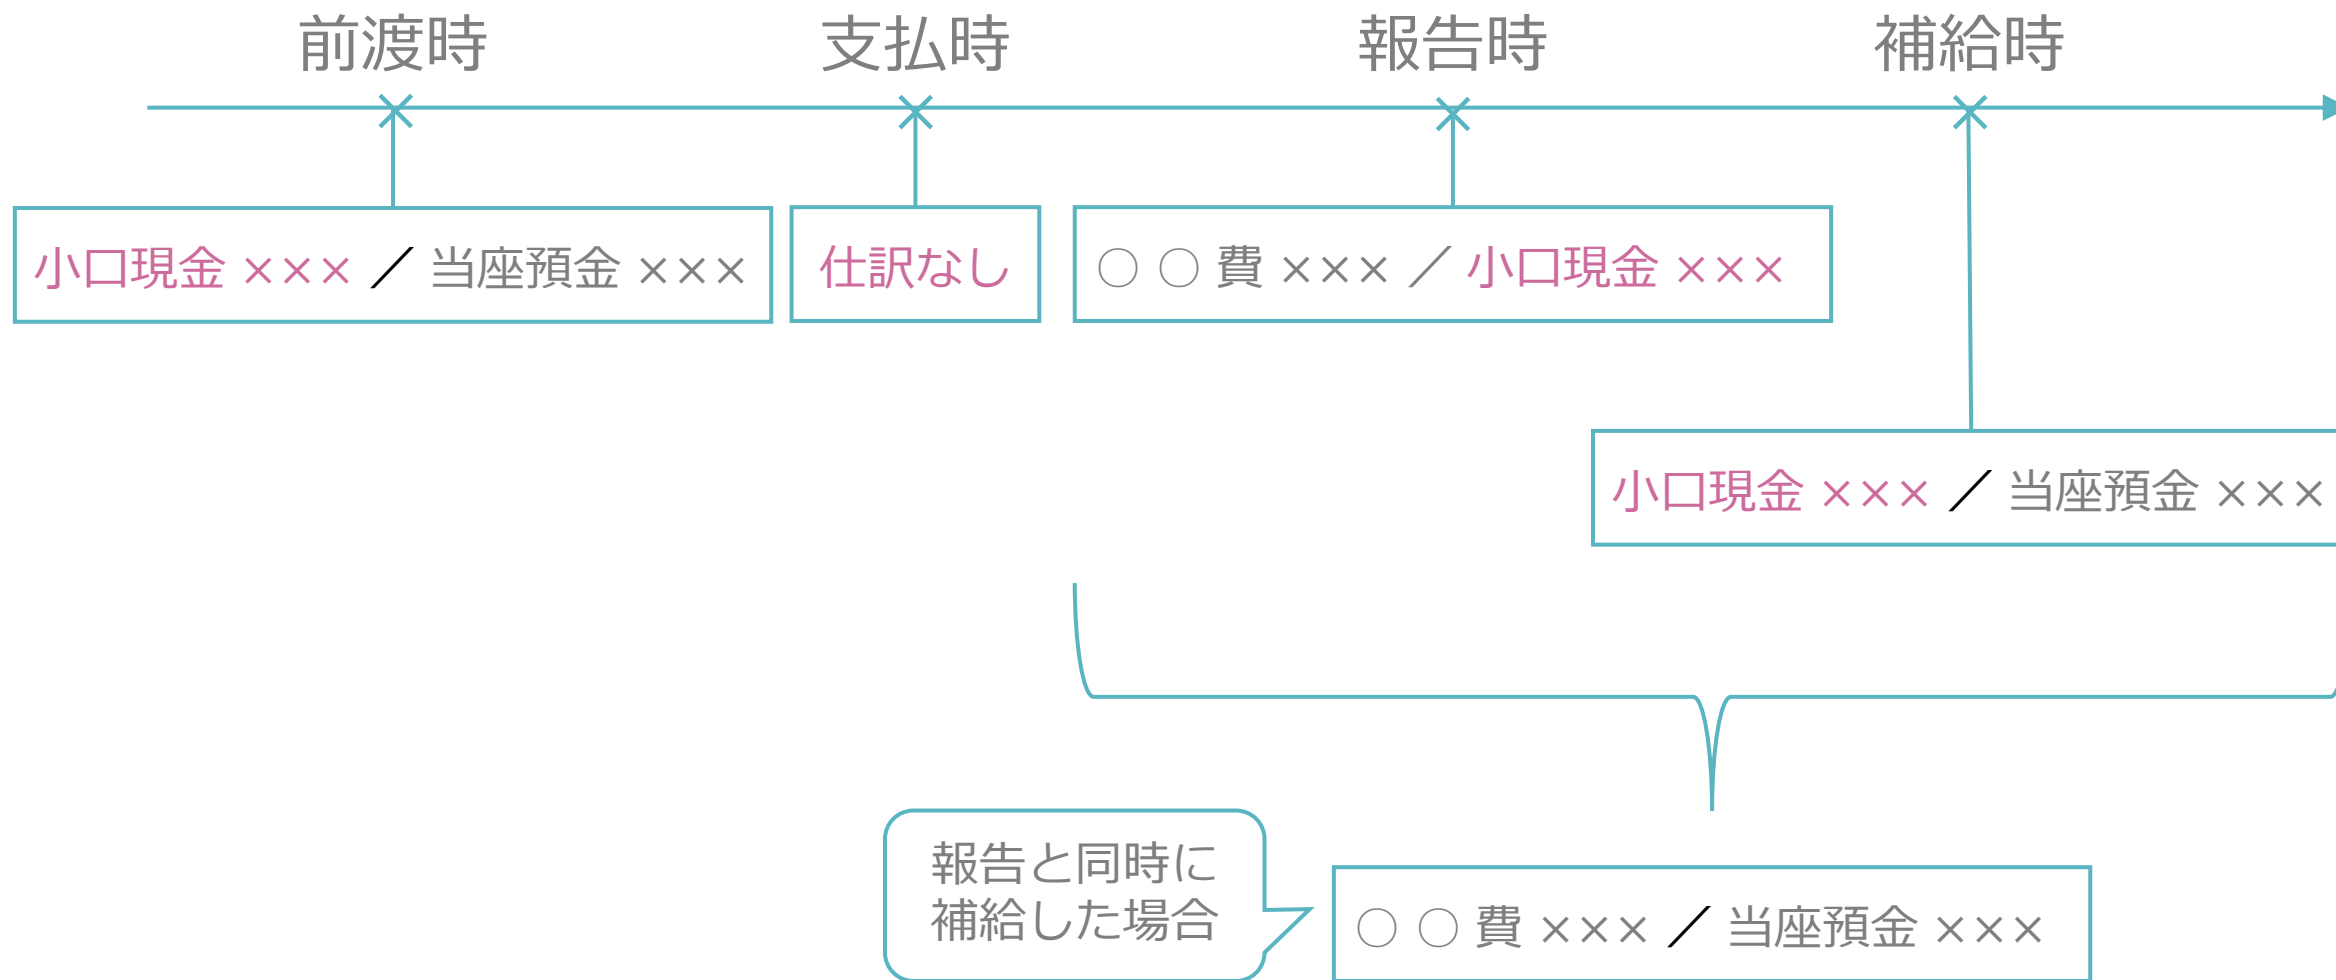 前渡時
支払時
報告時
補給時
小口現金 ××× ／ 当座預金 ×××
仕訳なし
○ ○ 費 ××× ／ 小口現金 ×××
小口現金 ××× ／ 当座預金 ×××
報告と同時に
補給した場合
○ ○ 費 ××× ／ 当座預金 ×××